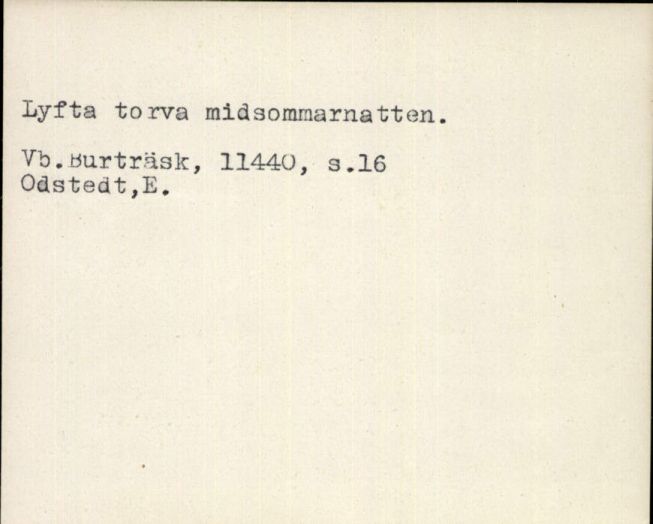 Lyfta torva midsommarnatten.
Vb.Burträsk, 11440, s.16
Odstedt,E.